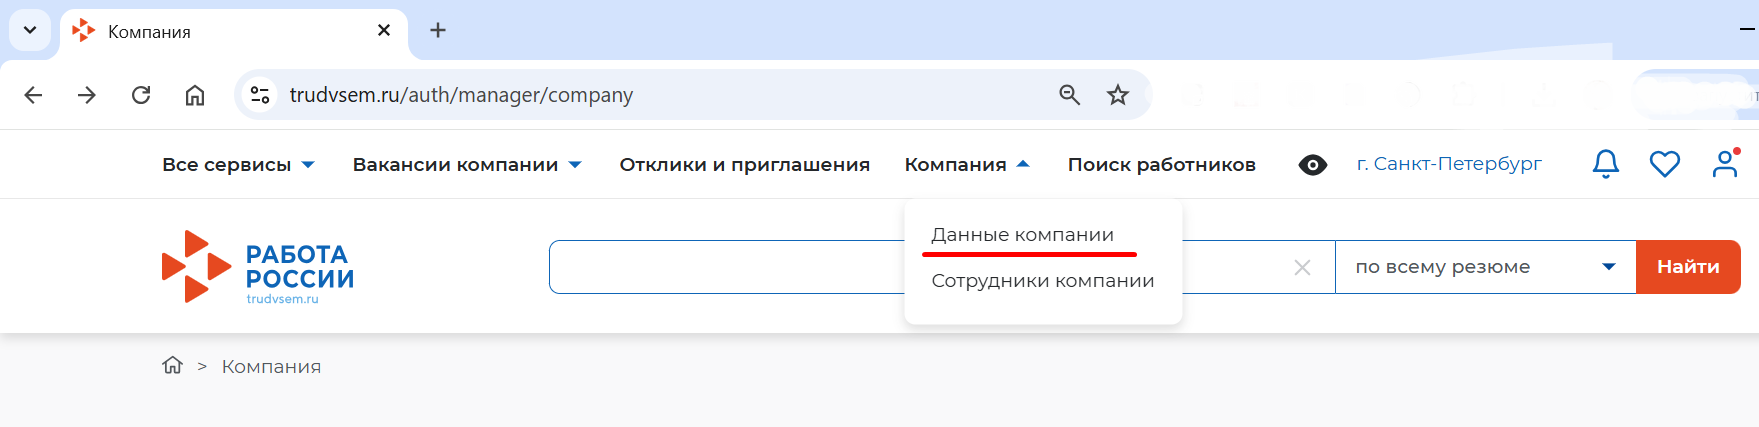 Компания
trudvsem.ru/auth/manager/company
Все сервисы Вакансии компании Отклики и приглашения Компания Поиск работников г. Санкт-Петербург
Данные компании
Сотрудники компании
РАБОТА
РОССИИ
trudvsem.ru
по всему резюме Найти
> Компания